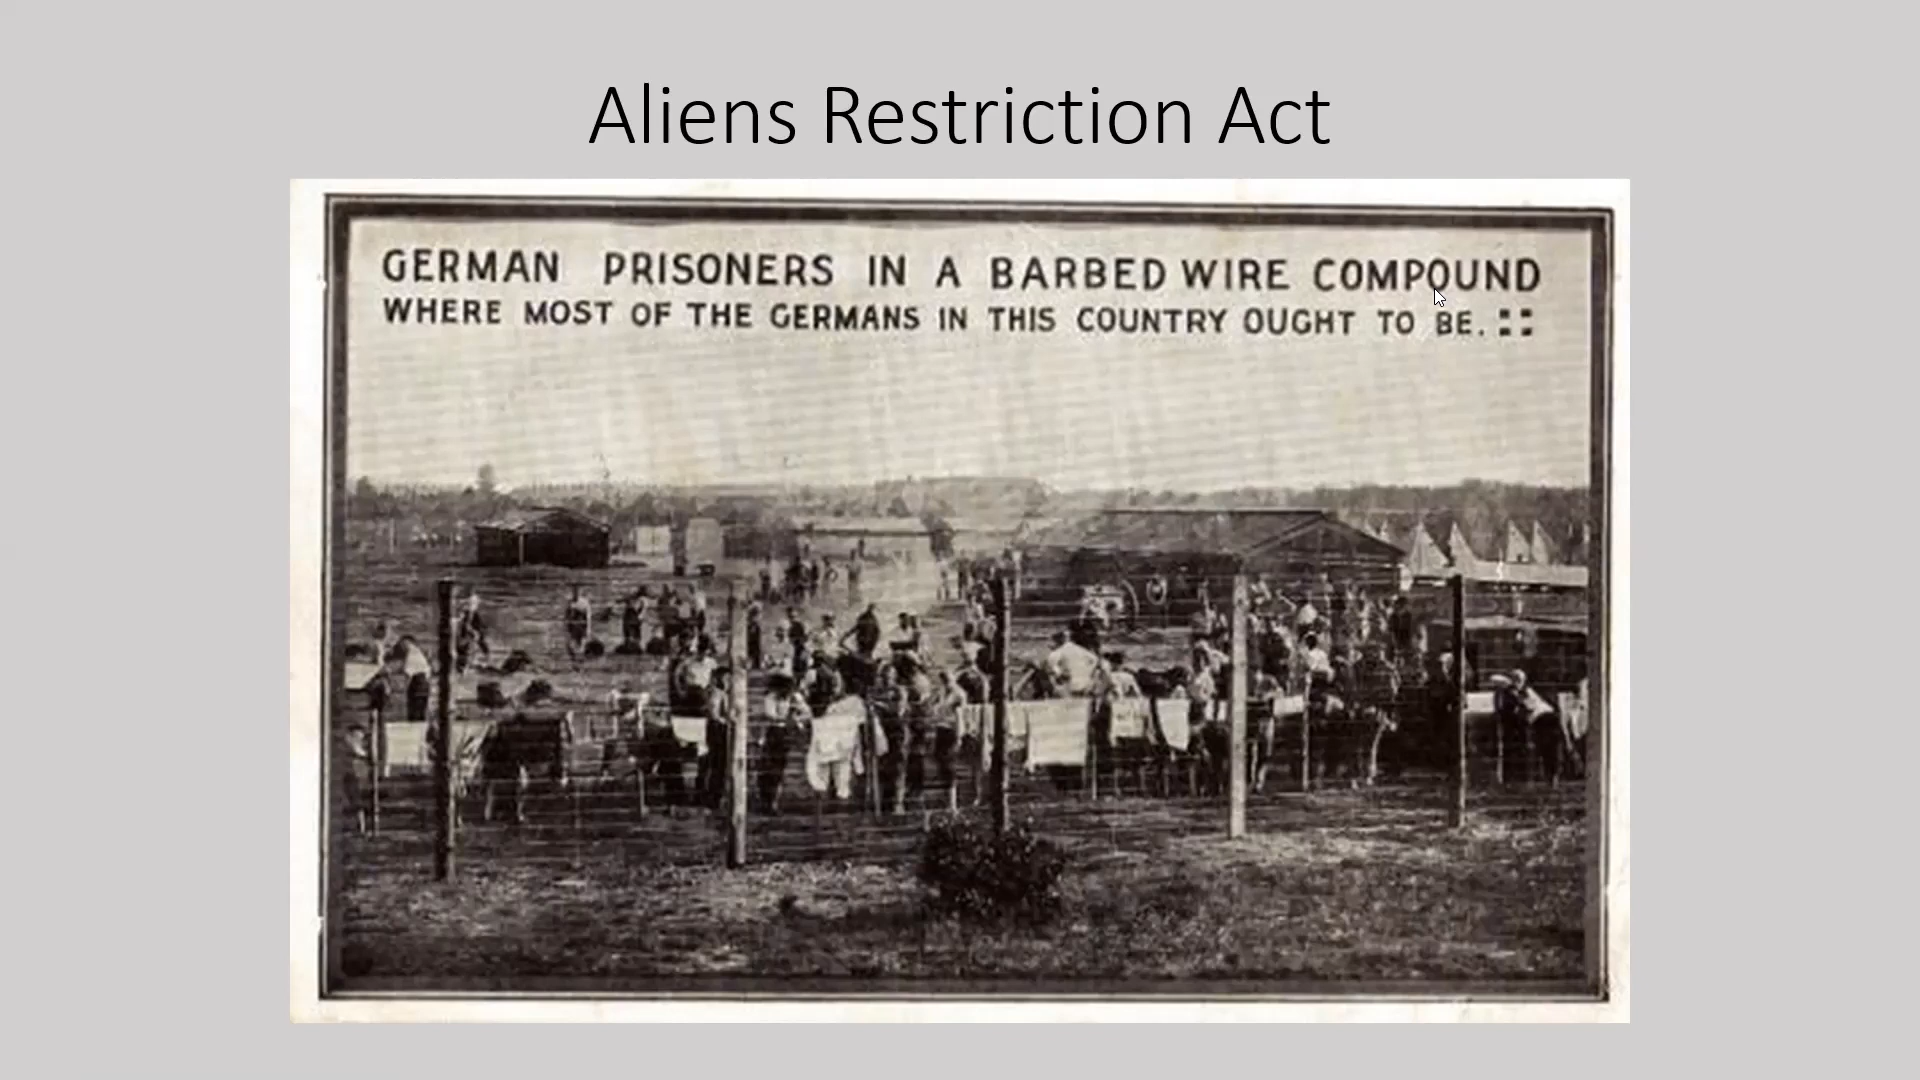 Aliens Restriction Act
GERMAN PRISONERS IN A BARBED WIRE COMPOUND
WHERE MOST OF THE GERMANS IN THIS COUNTRY OUGHT TO BE. ::